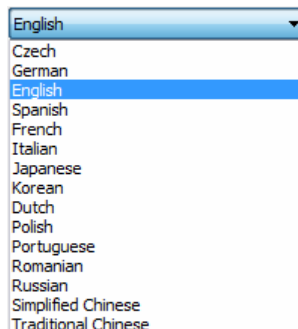 English
Czech
German
English
Spanish
French
Italian
Japanese
Korean
Dutch
Polish
Portuguese
Romanian
Russian
Simplified Chinese
Traditional Chinese